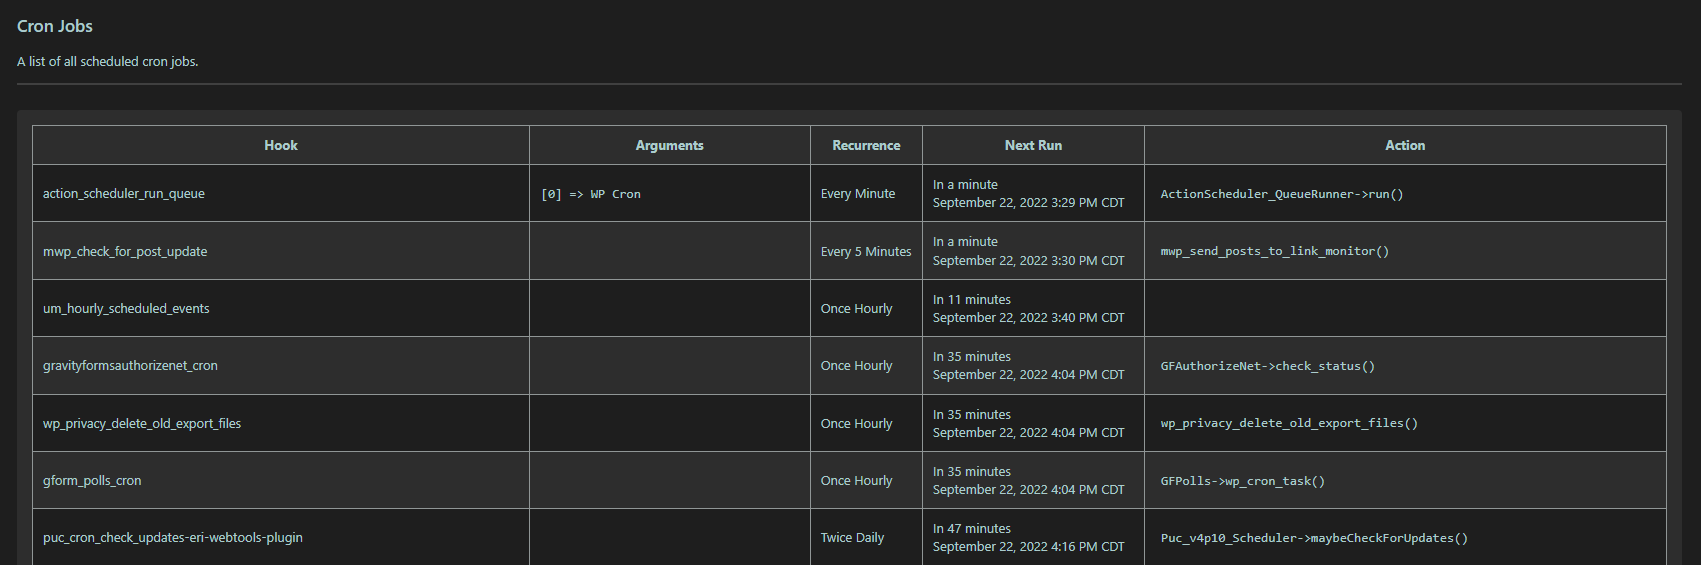 Cron Jobs
A list of all scheduled cron jobs.
Hook Arguments Recurrence Next Run Action
action_scheduler_run_queue [0] => WP Cron Every Minute In a minute ActionScheduler_QueueRunner->run()
September 22, 2022 3:29 PM CDT
mwp_check_for_post_update Every 5 Minutes In a minute mwp_send_posts_to_link_monitor()
September 22, 2022 3:30 PM CDT
um_hourly_scheduled_events Once Hourly In 11 minutes
September 22, 2022 3:40 PM CDT
gravityformsauthorizenet_cron Once Hourly In 35 minutes GFAuthorizeNet->check_status()
September 22, 2022 4:04 PM CDT
wp_privacy_delete_old_export_files Once Hourly In 35 minutes wp_privacy_delete_old_export_files()
September 22, 2022 4:04 PM CDT
gform_polls_cron Once Hourly In 35 minutes GFPolls->wp_cron_task()
September 22, 2022 4:04 PM CDT
puc_cron_check_updates-eri-webtools-plugin Twice Daily In 47 minutes Puc_v4p10_Scheduler->maybeCheckForUpdates()
September 22, 2022 4:16 PM CDT